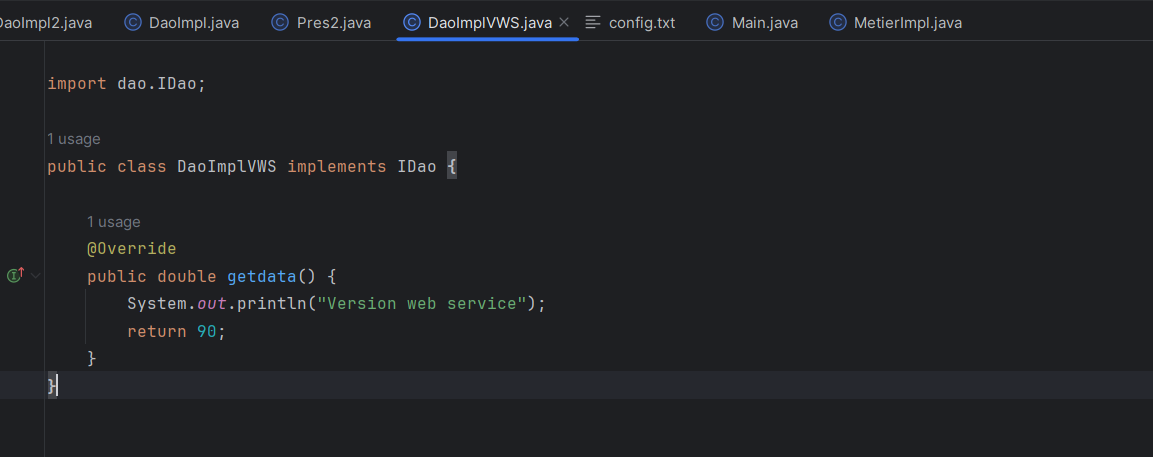 DaoImpl2.java DaoImpl.java Pres2.java DaoImplVWS.java config.txt Main.java MetierImpl.java
import dao.IDao;
1 usage
public class DaoImplVWS implements IDao {
1 usage
@Override
public double getdata() {
System.out.println("Version web service");
return 90;
}
}